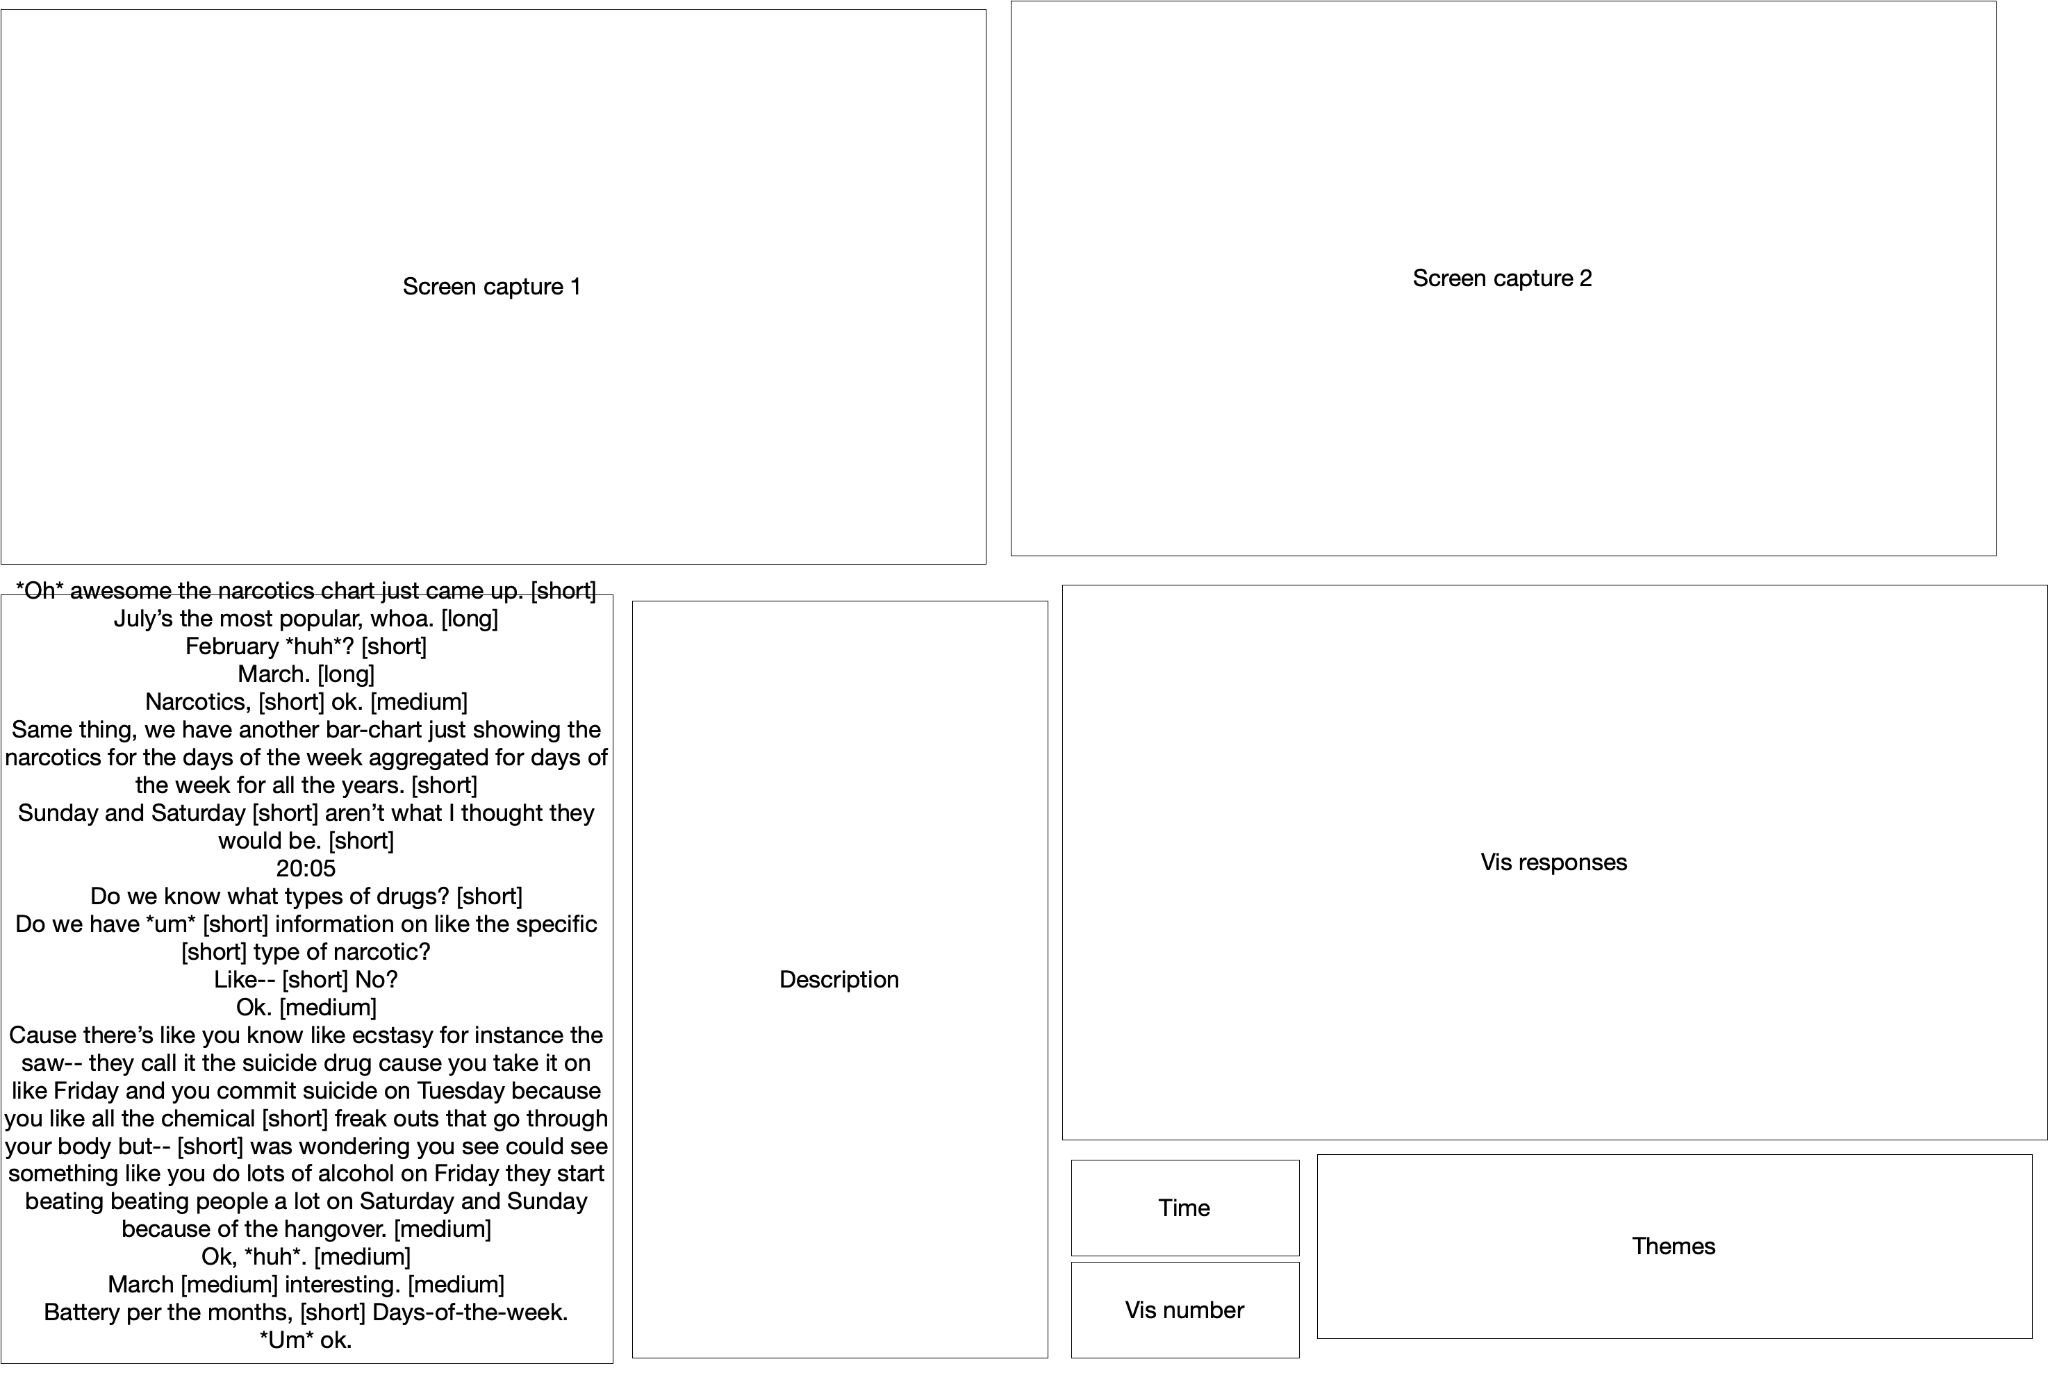 Screen capture 1
Screen capture 2
*Oh* awesome the narcotics chart just came up. [short]
July’s the most popular, whoa. [long]
February *huh*? [short]
March. [long]
Narcotics, [short] ok. [medium]
Same thing, we have another bar-chart just showing the
narcotics for the days of the week aggregated for days of
the week for all the years. [short]
Sunday and Saturday [short] aren’t what I thought they
would be. [short]
20:05
Do we know what types of drugs? [short]
Do we have *um* [short] information on like the specific
[short] type of narcotic?
Like-- [short] No?
Ok. [medium]
Cause there’s like you know like ecstasy for instance the
saw-- they call it the suicide drug cause you take it on
like Friday and you commit suicide on Tuesday because
you like all the chemical [short] freak outs that go through
your body but-- [short] was wondering you see could see
something like you do lots of alcohol on Friday they start
beating beating people a lot on Saturday and Sunday
because of the hangover. [medium]
Ok, *huh*. [medium]
March [medium] interesting. [medium]
Battery per the months, [short] Days-of-the-week.
*Um* ok.
Description
Vis responses
Time
Vis number
Themes